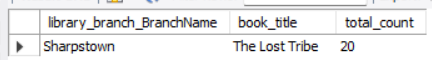 library_branch_BranchName book_title total_count
Sharpstown The Lost Tribe 20